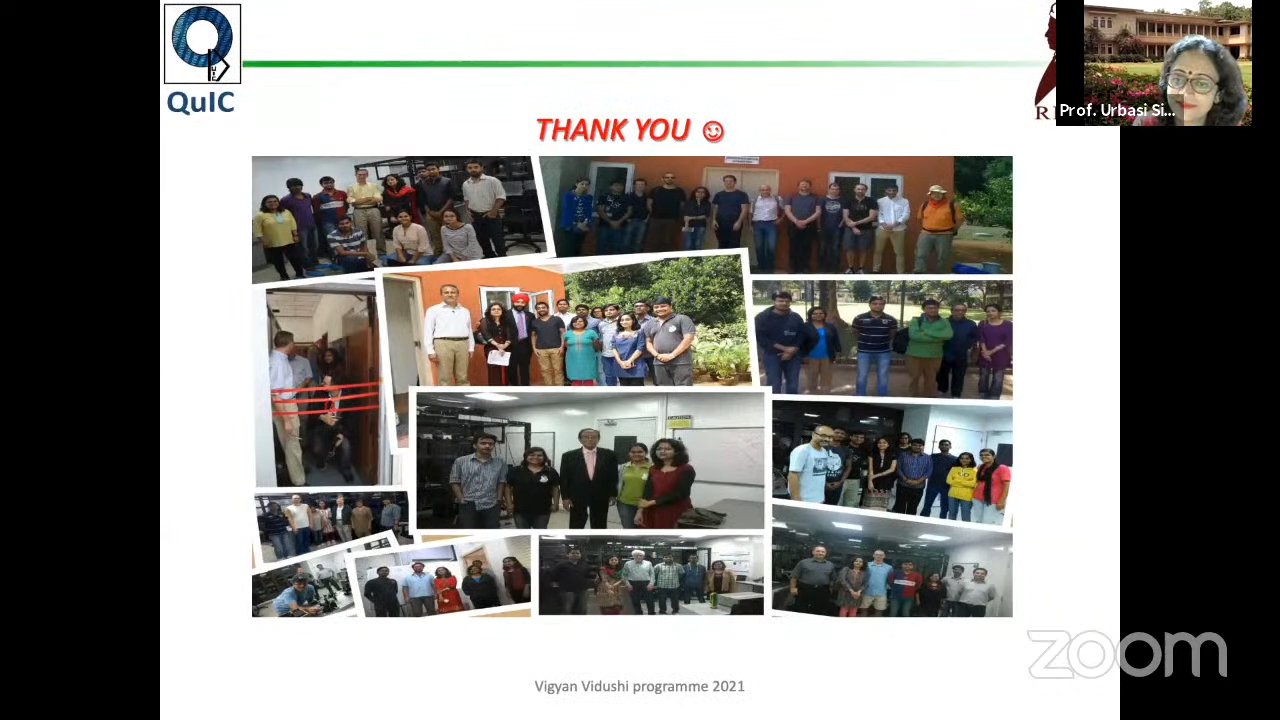 QuIC
R
Prof. Urbasi Si...
THANK YOU
zoom
Vigyan Vidushi programme 2021